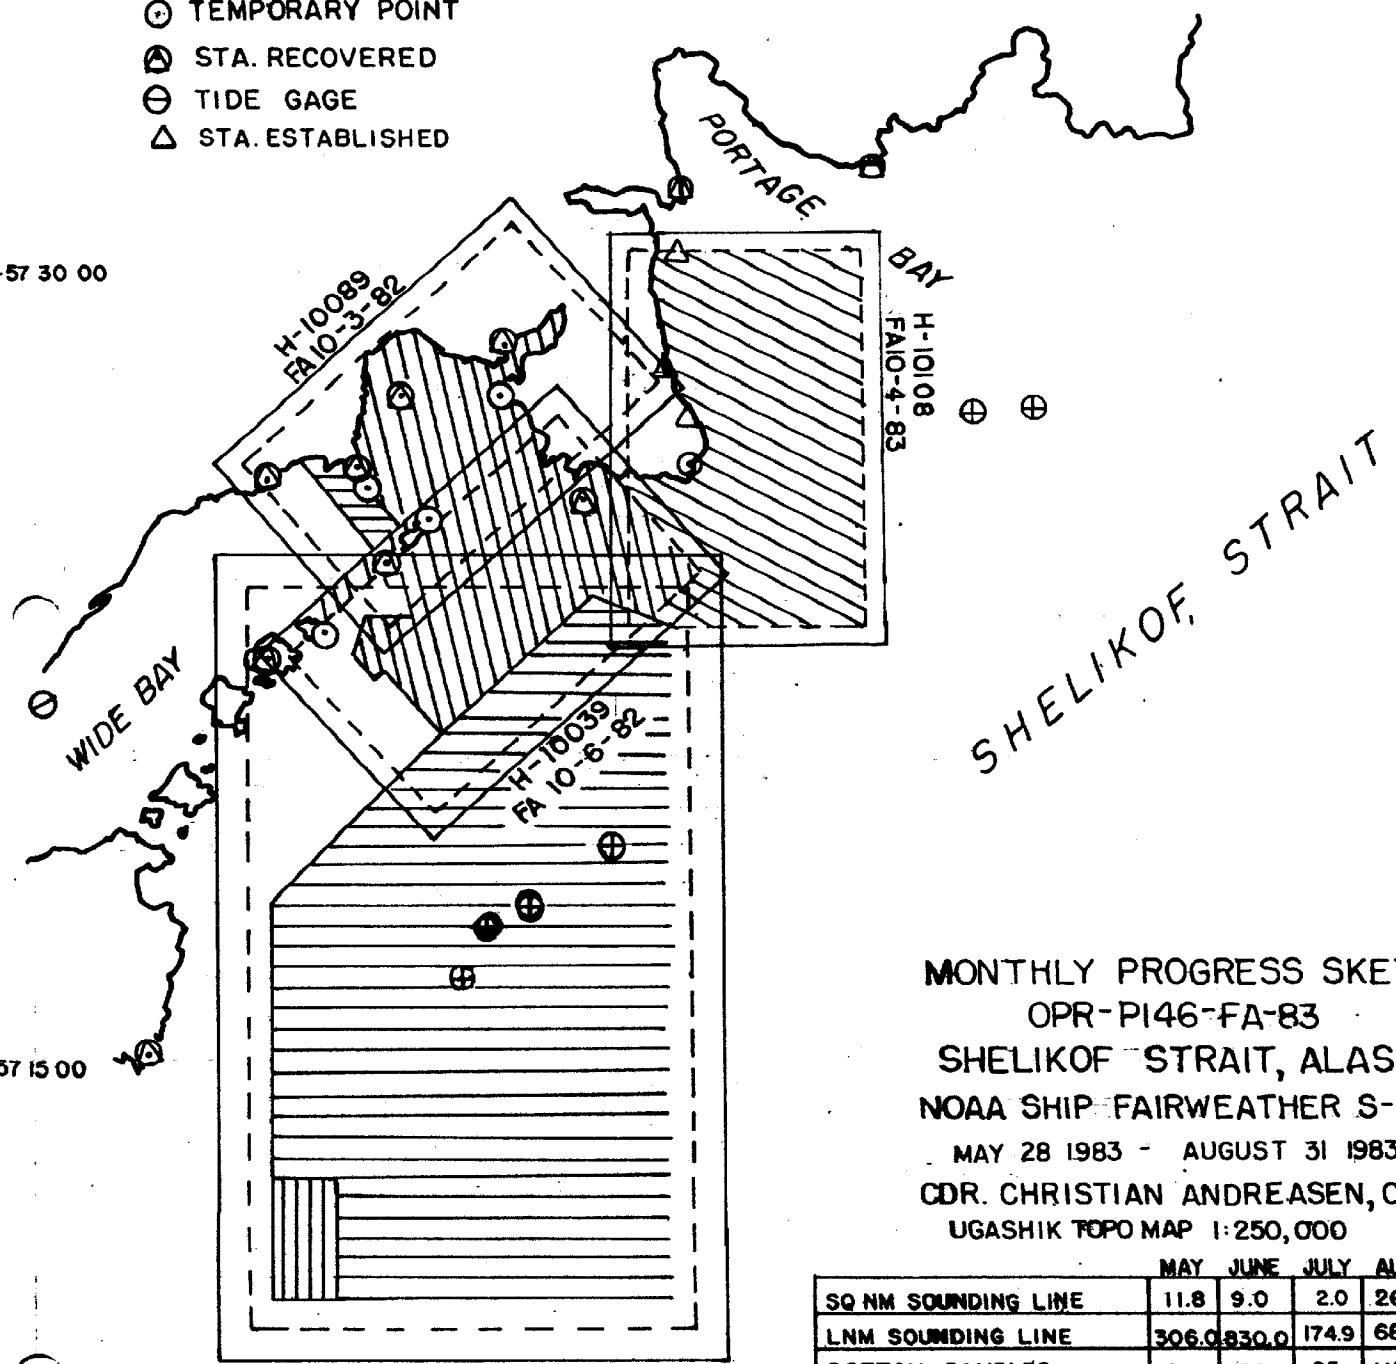 TEMPORARY POINT
STA. RECOVERED
TIDE GAGE
STA. ESTABLISHED
PORTAGE
BAY
57 30 00
H-10089
FA 10-3-82
H-10108
FA10-4-83
SHELIKOF STRAIT
WIDE BAY
H-10039
FA 10-6-82
57 15 00
MONTHLY PROGRESS SKE
OPR-P146-FA-83
SHELIKOF STRAIT, ALAS
NOAA SHIP FAIRWEATHER S-
MAY 28 1983 - AUGUST 31 1983
CDR. CHRISTIAN ANDREASEN, C
UGASHIK TOPO MAP 1:250,000
MAY JUNE JULY AU
SQ NM SOUNDING LINE 11.8 9.0 2.0 26
LNM SOUNDING LINE 306.0 830.0 174.9